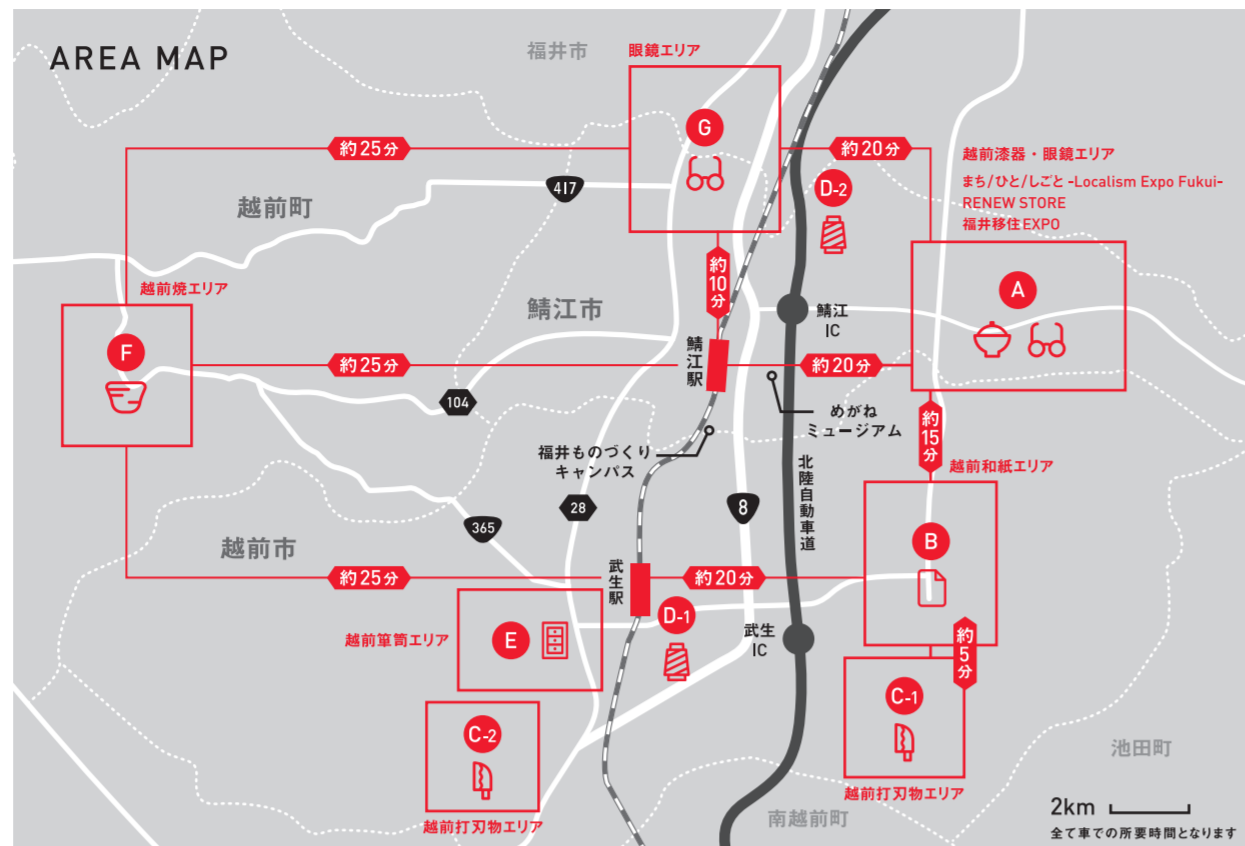 AREA MAP
福井市
眼鏡エリア
G
約25分
約20分
越前漆器・眼鏡エリア
まち/ひと/しごと -Localism Expo Fukui-
RENEW STORE
福井移住EXPO
417
D-2
越前町
約10分
A
越前焼エリア
鯖江市
鯖江
IC
F
鯖江駅
約25分
約20分
104
めがね
ミュージアム
約15分
福井ものづくり
キャンパス
北陸自動車道
越前和紙エリア
28
8
365
B
越前市
武生駅
約25分
約20分
D-1
武生
IC
越前箪笥エリア
E
約5分
C-1
C-2
池田町
越前打刃物エリア
南越前町
越前打刃物エリア
2km
全て車での所要時間となります